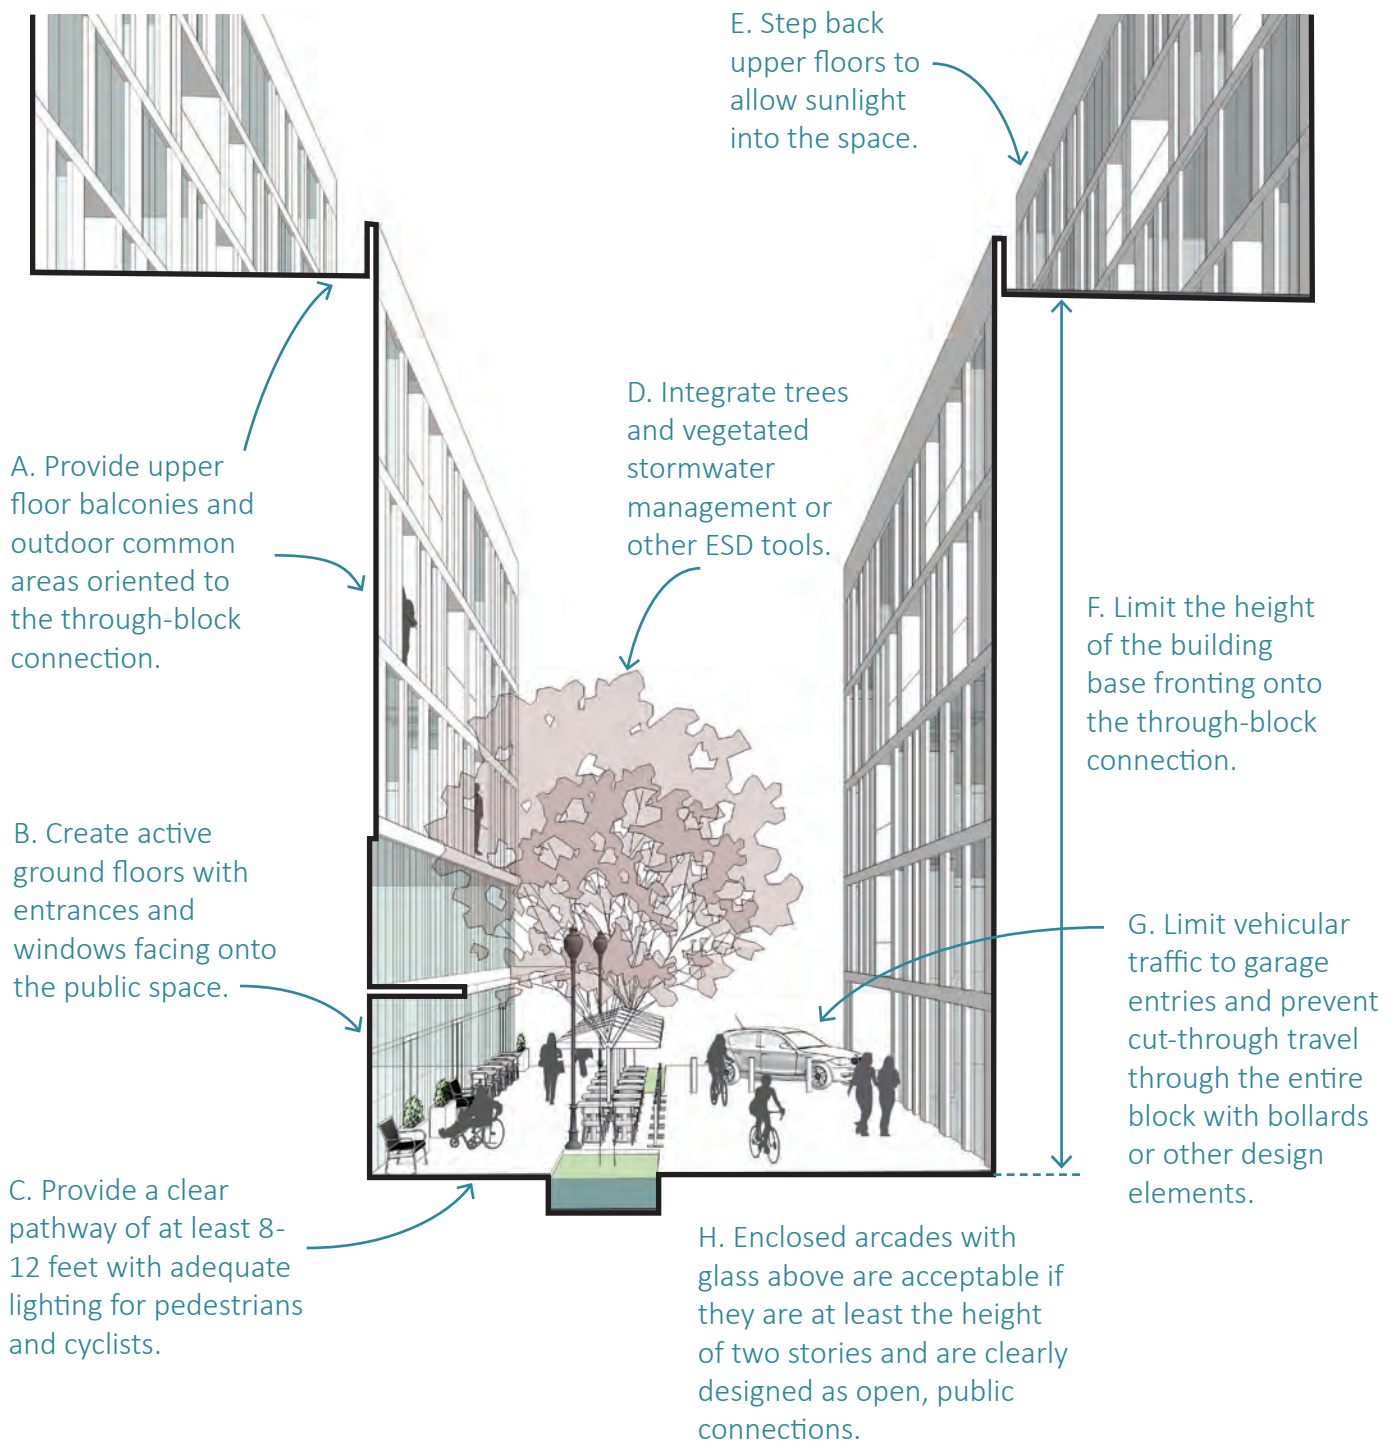 E. Step back
upper floors to
allow sunlight
into the space.
D. Integrate trees
and vegetated
stormwater
management or
other ESD tools.
A. Provide upper
floor balconies and
outdoor common
areas oriented to
the through-block
connection.
F. Limit the height
of the building
base fronting onto
the through-block
connection.
B. Create active
ground floors with
entrances and
windows facing onto
the public space.
G. Limit vehicular
traffic to garage
entries and prevent
cut-through travel
through the entire
block with bollards
or other design
elements.
C. Provide a clear
pathway of at least 8-
12 feet with adequate
lighting for pedestrians
and cyclists.
H. Enclosed arcades with
glass above are acceptable if
they are at least the height
of two stories and are clearly
designed as open, public
connections.